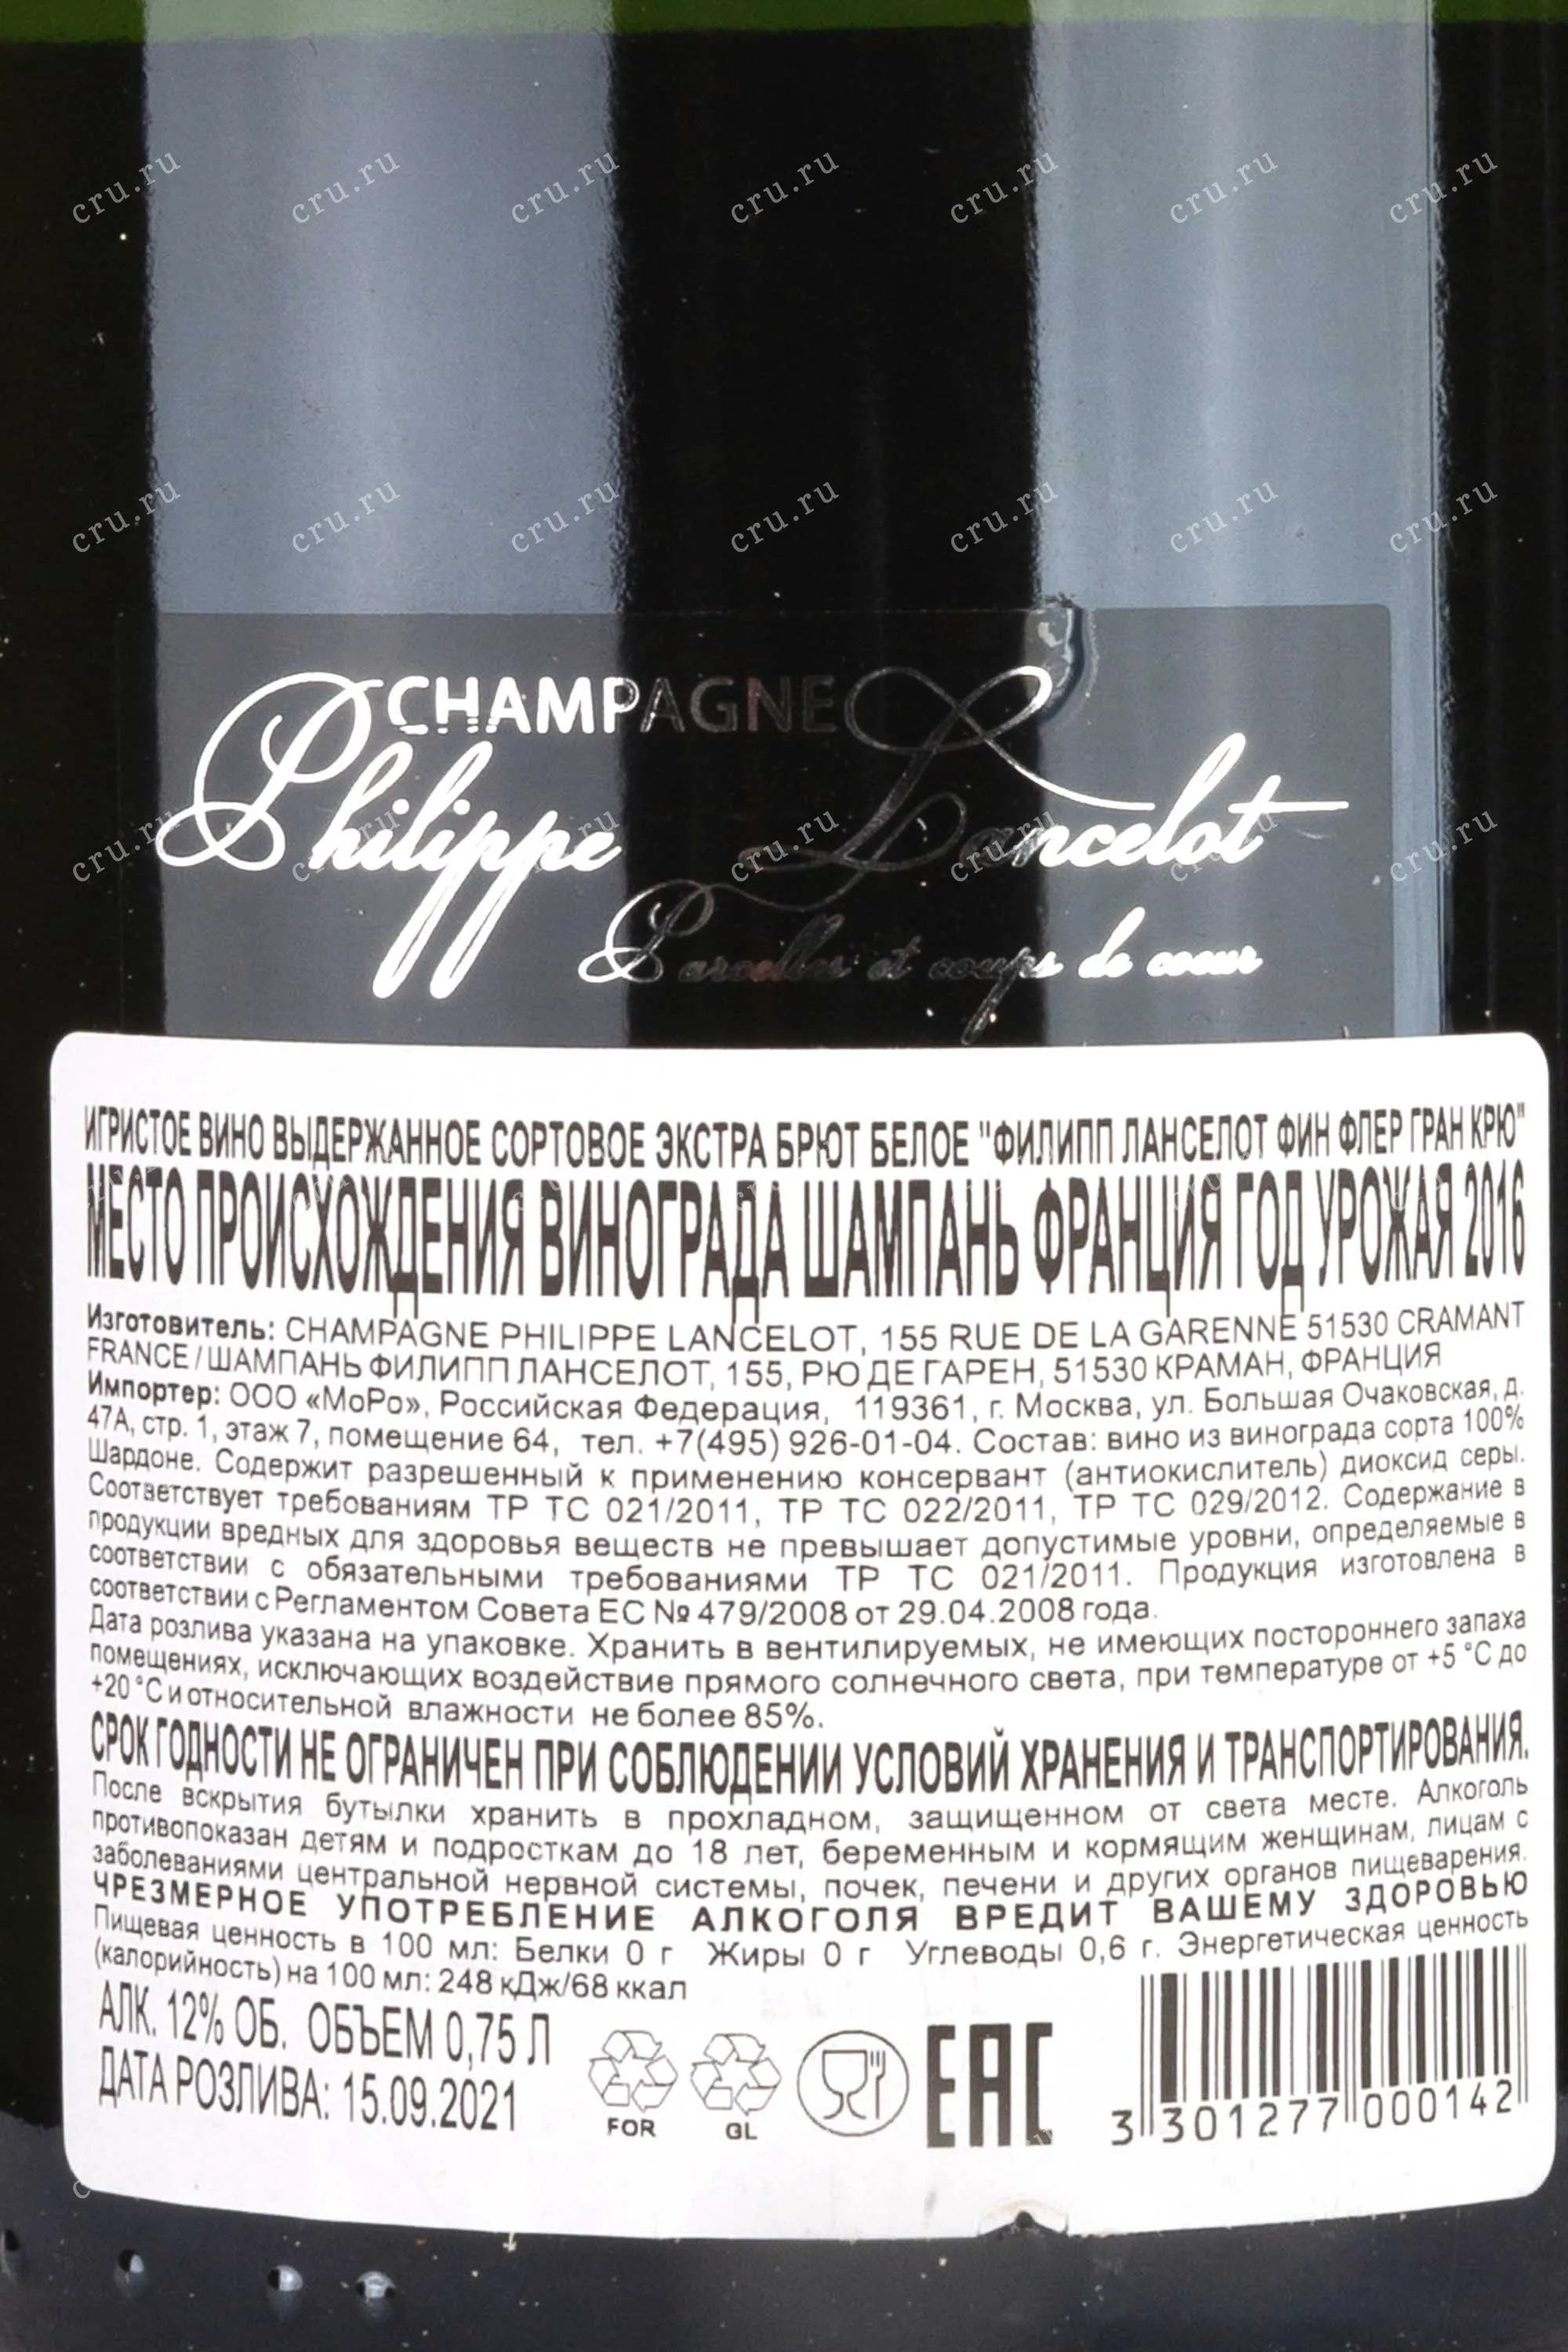 CHAMPAGNE
Philippe Lancelot
Parcelles et coups de coeur
ИГРИСТОЕ ВИНО ВЫДЕРЖАННОЕ СОРТОВОЕ ЭКСТРА БРЮТ БЕЛОЕ "ФИЛИПП ЛАНСЕЛОТ ФИН ФЛЕР ГРАН КРЮ"
МЕСТО ПРОИСХОЖДЕНИЯ ВИНОГРАДА ШАМПАНЬ ФРАНЦИЯ ГОД УРОЖАЯ 2016
Изготовитель: CHAMPAGNE PHILIPPE LANCELOT, 155 RUE DE LA GARENNE 51530 CRAMANT
FRANCE / ШАМПАНЬ ФИЛИПП ЛАНСЕЛОТ, 155, РЮ ДЕ ГАРЕН, 51530 КРАМАН, ФРАНЦИЯ
Импортер: ООО «МоРо», Российская Федерация, 119361, г. Москва, ул. Большая Очаковская, д.
47А, стр. 1, этаж 7, помещение 64, тел. +7(495) 926-01-04. Состав: вино из винограда сорта 100%
Шардоне. Содержит разрешенный к применению консервант (антиокислитель) диоксид серы.
Соответствует требованиям ТР ТС 021/2011, ТР ТС 022/2011, ТР ТС 029/2012. Содержание в
продукции вредных для здоровья веществ не превышает допустимые уровни, определяемые в
соответствии с обязательными требованиями ТР ТС 021/2011. Продукция изготовлена в
соответствии с Регламентом Совета ЕС № 479/2008 от 29.04.2008 года.
Дата розлива указана на упаковке. Хранить в вентилируемых, не имеющих постороннего запаха
помещениях, исключающих воздействие прямого солнечного света, при температуре от +5 °С до
+20 °С и относительной влажности не более 85%.
СРОК ГОДНОСТИ НЕ ОГРАНИЧЕН ПРИ СОБЛЮДЕНИИ УСЛОВИЙ ХРАНЕНИЯ И ТРАНСПОРТИРОВАНИЯ.
После вскрытия бутылки хранить в прохладном, защищенном от света месте. Алкоголь
противопоказан детям и подросткам до 18 лет, беременным и кормящим женщинам, лицам с
заболеваниями центральной нервной системы, почек, печени и других органов пищеварения.
ЧРЕЗМЕРНОЕ УПОТРЕБЛЕНИЕ АЛКОГОЛЯ ВРЕДИТ ВАШЕМУ ЗДОРОВЬЮ
Пищевая ценность в 100 мл: Белки 0 г Жиры 0 г Углеводы 0,6 г. Энергетическая ценность
(калорийность) на 100 мл: 248 кДж/68 ккал
АЛК. 12% ОБ. ОБЪЕМ 0,75 Л
ДАТА РОЗЛИВА: 15.09.2021
FOR
GL
EAC
3 301277 000142
cru.ru